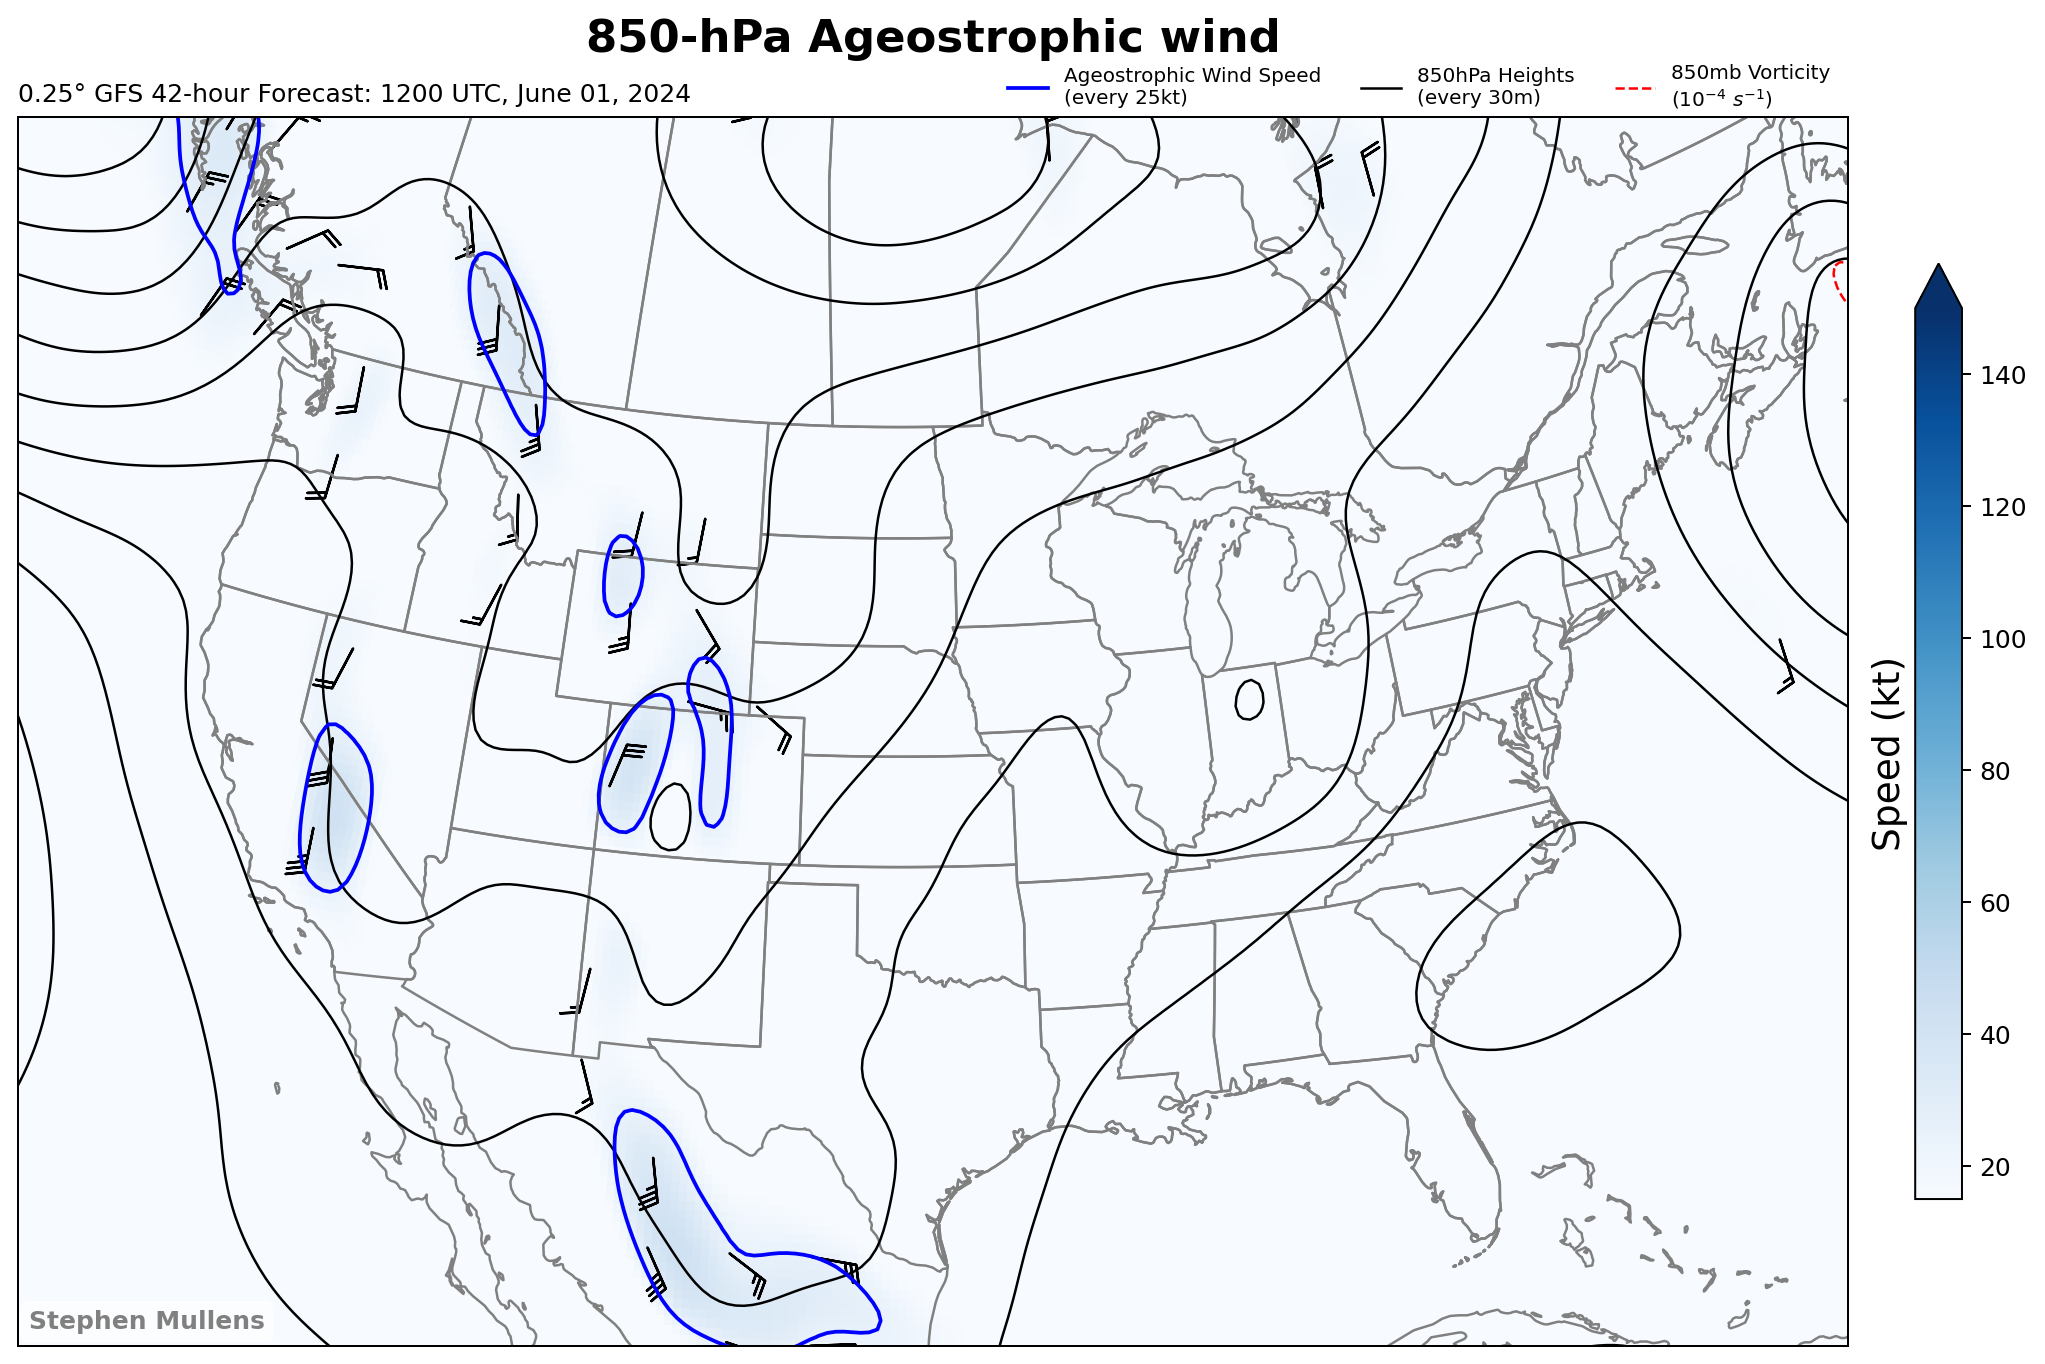 850-hPa Ageostrophic wind
0.25° GFS 42-hour Forecast: 1200 UTC, June 01, 2024
Ageostrophic Wind Speed
(every 25kt)
850hPa Heights
(every 30m)
850mb Vorticity
(10⁻⁴ s⁻¹)
140
120
100
80
60
40
20
Speed (kt)
Stephen Mullens